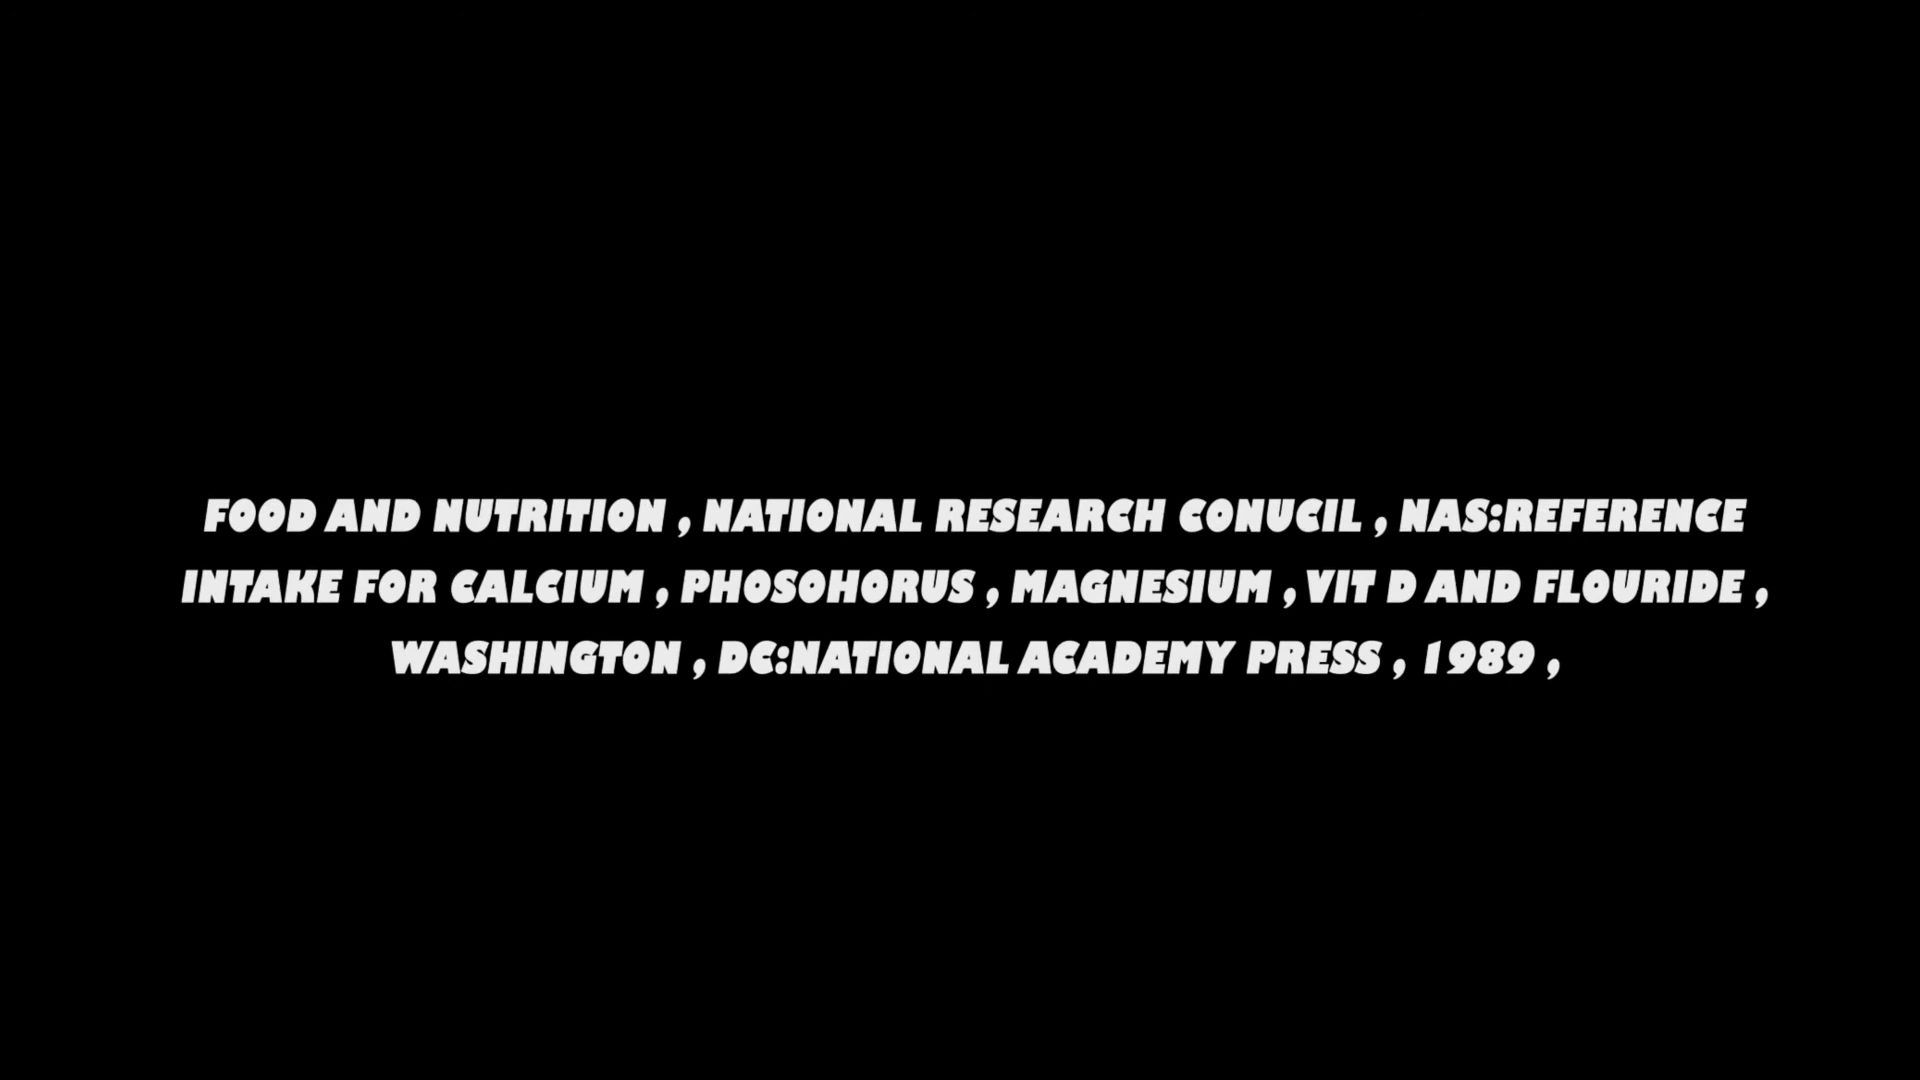 FOOD AND NUTRITION , NATIONAL RESEARCH CONUCIL , NAS:REFERENCE
INTAKE FOR CALCIUM , PHOSOHORUS , MAGNESIUM , VIT D AND FLOURIDE ,
WASHINGTON , DC:NATIONAL ACADEMY PRESS , 1989 ,